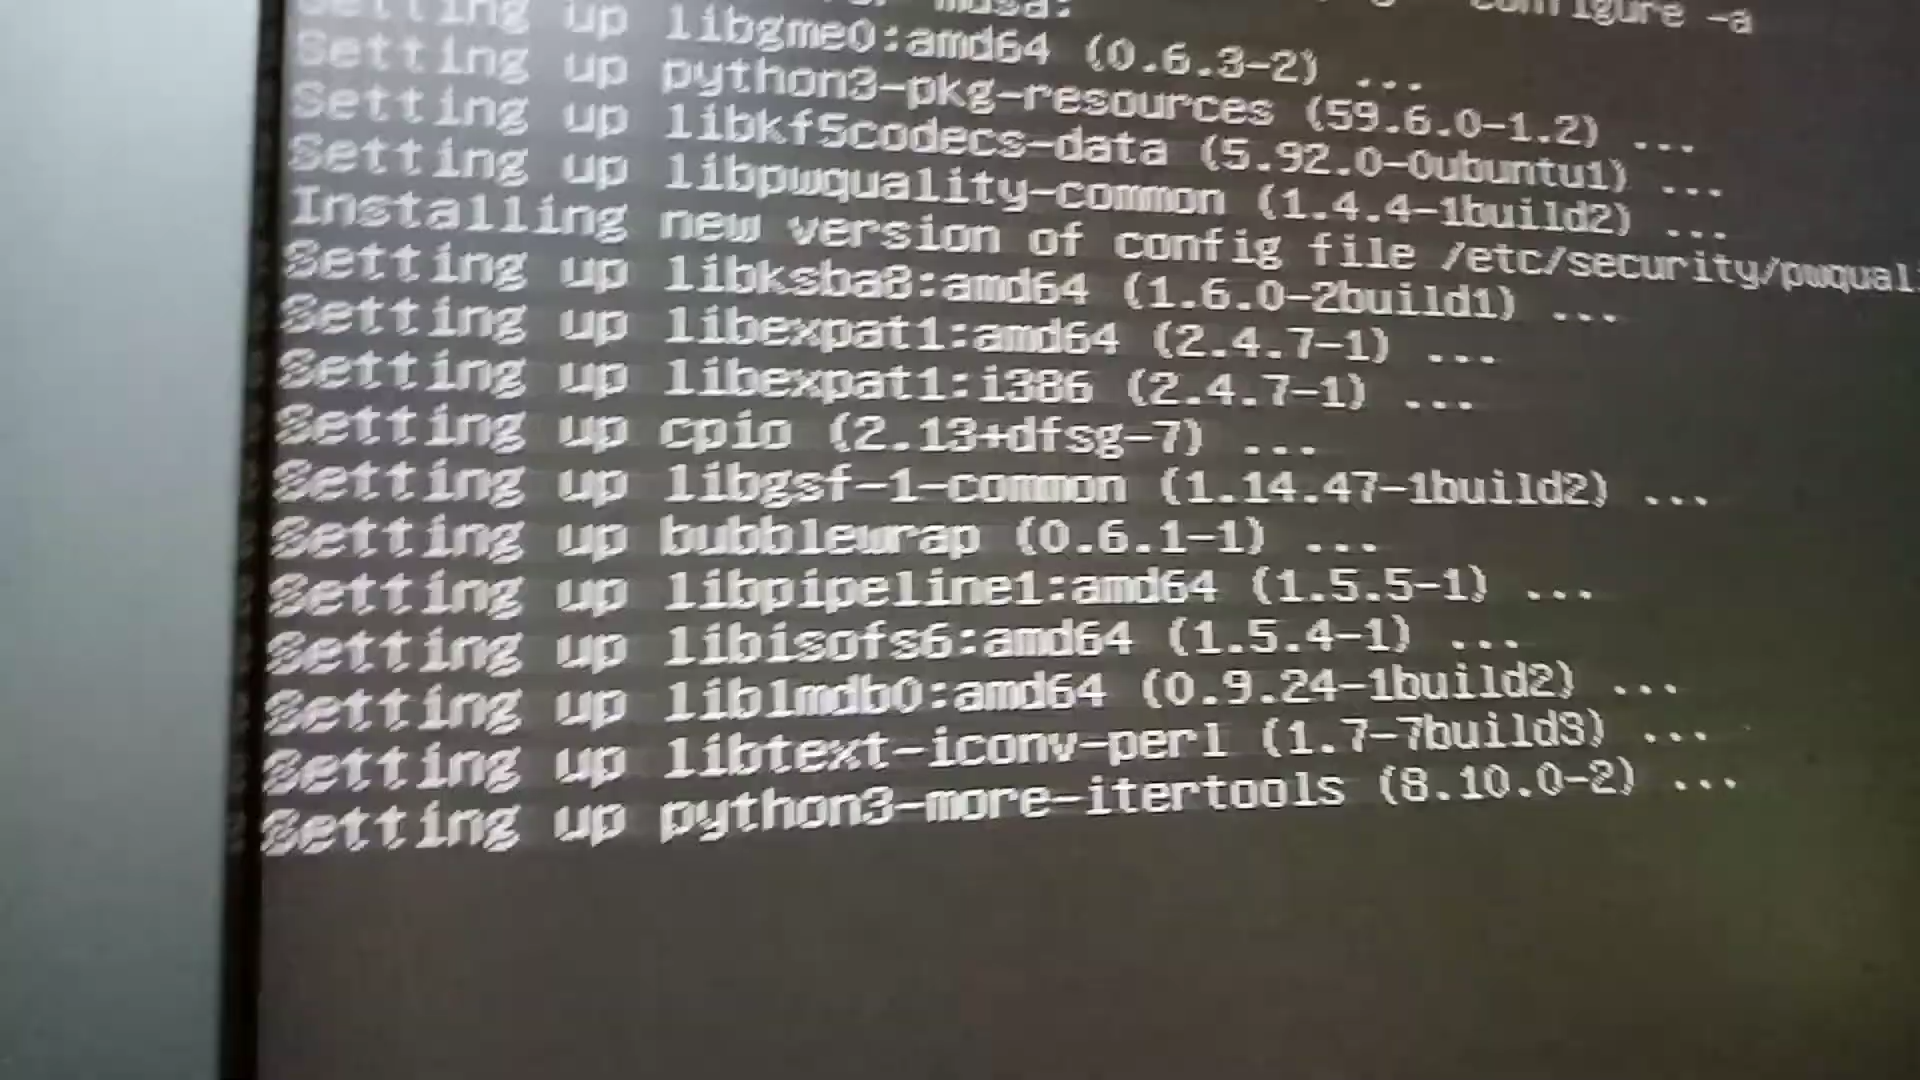 musa: configure -a
Setting up libgme0:amd64 (0.6.3-2) ...
Setting up python3-pkg-resources (59.6.0-1.2) ...
Setting up libkf5codecs-data (5.92.0-0ubuntu1) ...
Setting up libpwquality-common (1.4.4-1build2) ...
Installing new version of config file /etc/security/pwquali
Setting up libksba8:amd64 (1.6.0-2build1) ...
Setting up libexpat1:amd64 (2.4.7-1) ...
Setting up libexpat1:i386 (2.4.7-1) ...
Setting up cpio (2.13+dfsg-7) ...
Setting up libgsf-1-common (1.14.47-1build2) ...
Setting up bubblewrap (0.6.1-1) ...
Setting up libpipeline1:amd64 (1.5.5-1) ...
Setting up libisofs6:amd64 (1.5.4-1) ...
Setting up liblmdb0:amd64 (0.9.24-1build2) ...
Setting up libtext-iconv-perl (1.7-7build3) ...
Setting up python3-more-itertools (8.10.0-2) ...